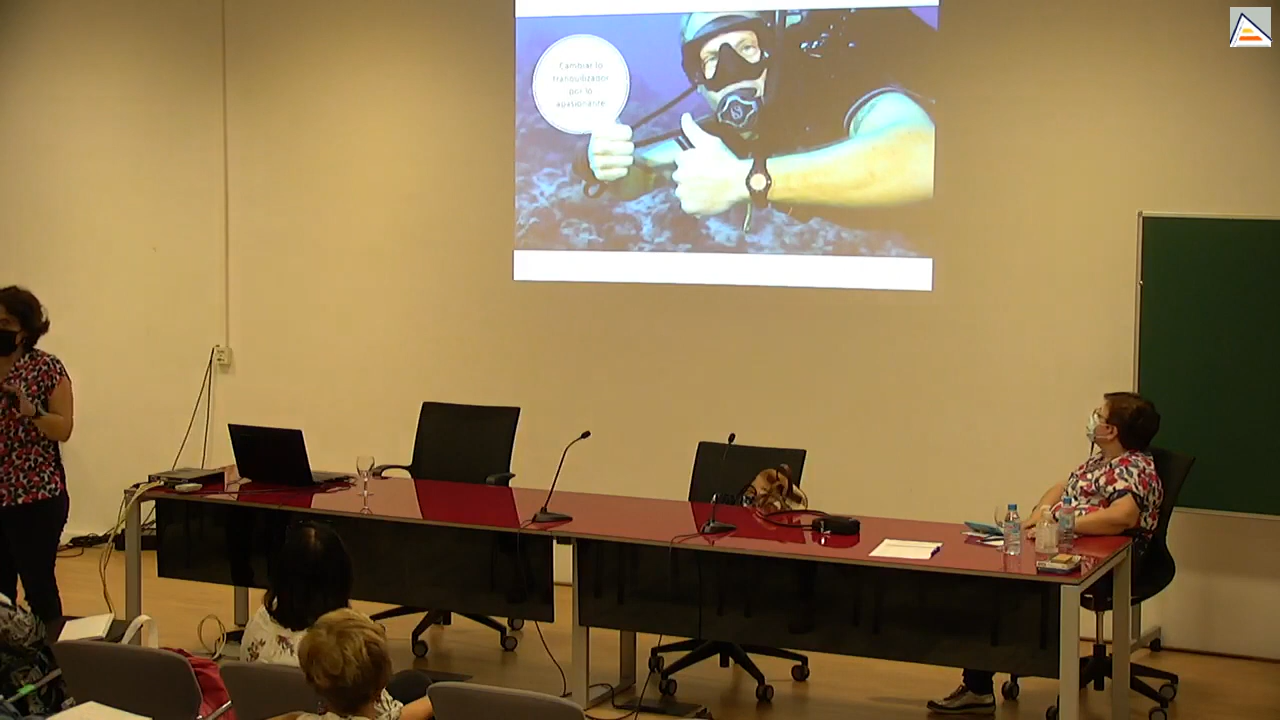 Cambiar lo
tranquilizador
por lo
apasionante